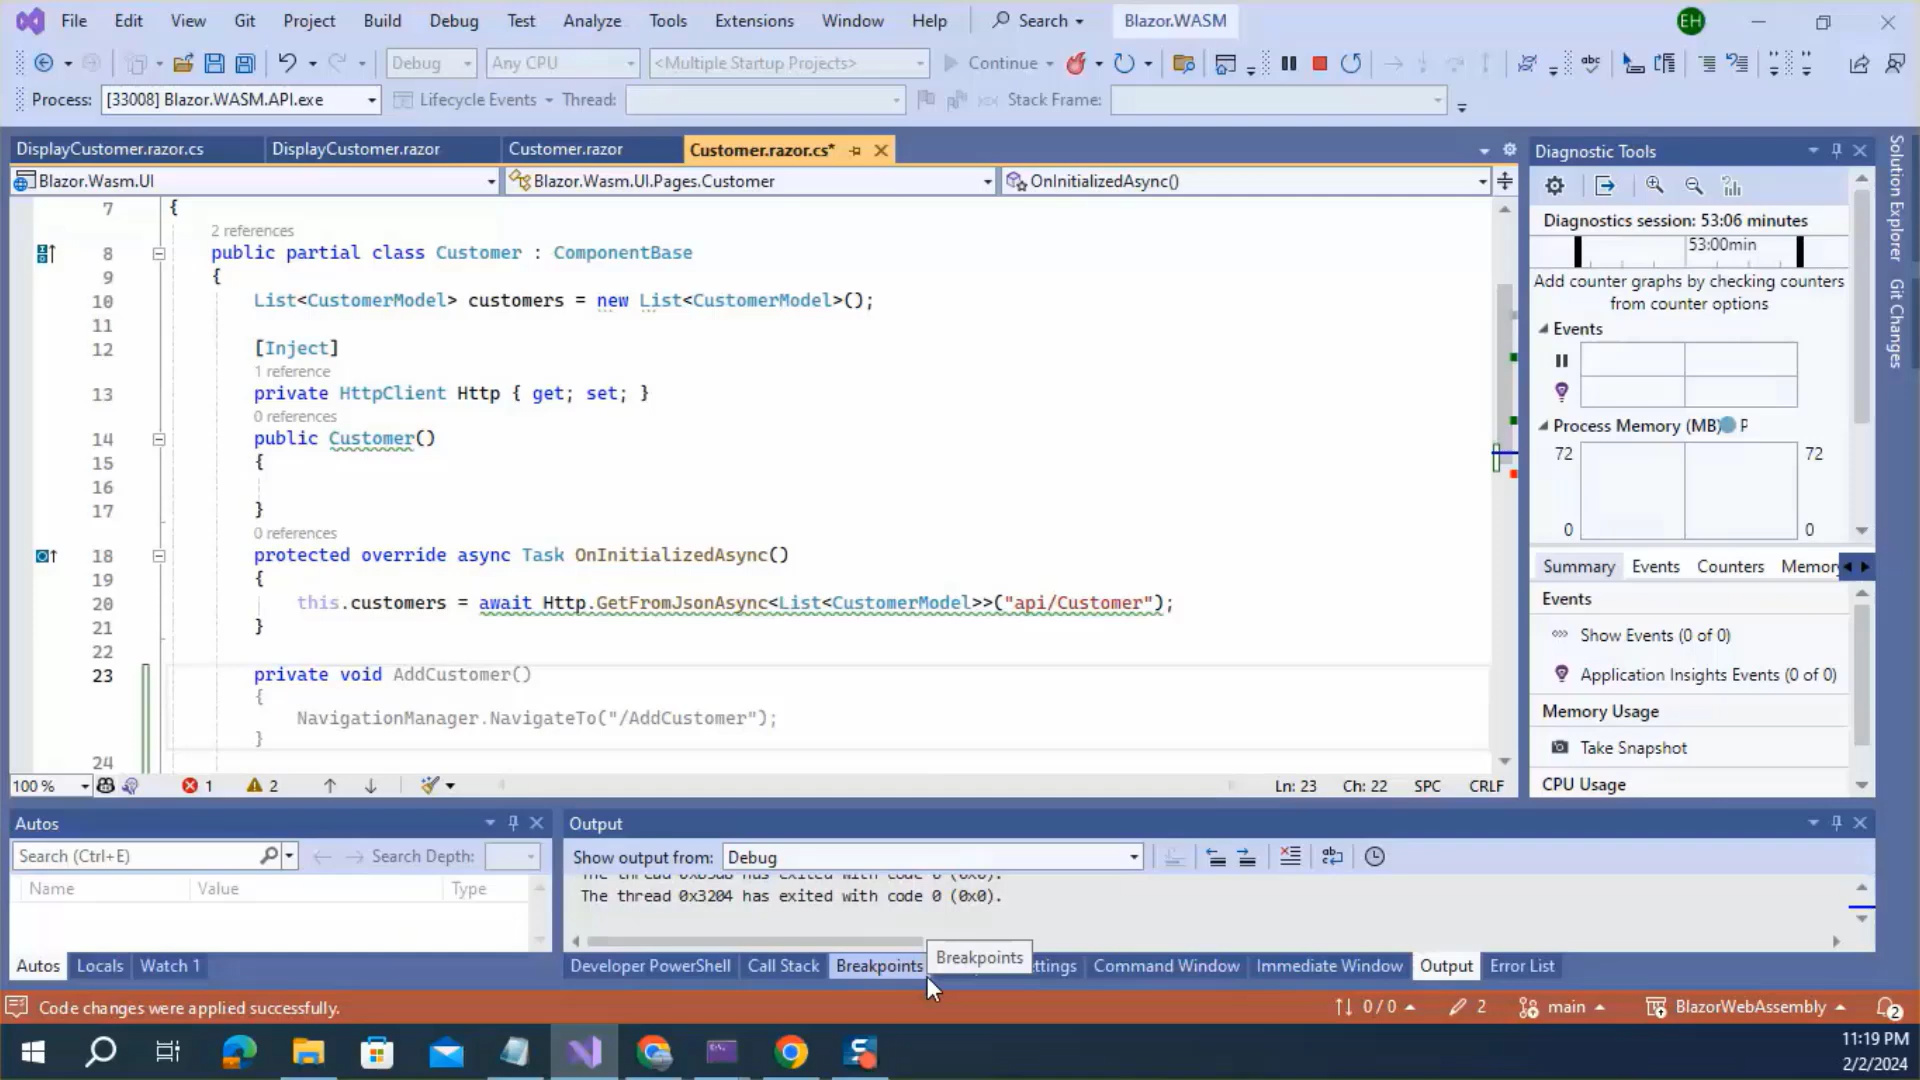 File Edit View Git Project Build Debug Test Analyze Tools Extensions Window Help Search Blazor.WASM EH
Debug Any CPU <Multiple Startup Projects> Continue
Process: [33008] Blazor.WASM.API.exe Lifecycle Events Thread: Stack Frame:
DisplayCustomer.razor.cs DisplayCustomer.razor Customer.razor Customer.razor.cs*
Blazor.Wasm.UI Blazor.Wasm.UI.Pages.Customer OnInitializedAsync()
7 {
2 references
8 public partial class Customer : ComponentBase
9 {
10 List<CustomerModel> customers = new List<CustomerModel>();
11
12 [Inject]
1 reference
13 private HttpClient Http { get; set; }
0 references
14 public Customer()
15 {
16
17 }
0 references
18 protected override async Task OnInitializedAsync()
19 {
20 this.customers = await Http.GetFromJsonAsync<List<CustomerModel>>("api/Customer");
21 }
22
23 private void AddCustomer()
{
NavigationManager.NavigateTo("/AddCustomer");
}
24
100 % 1 2 Ln: 23 Ch: 22 SPC CRLF
Diagnostic Tools
Diagnostics session: 53:06 minutes
53:00min
Add counter graphs by checking counters
from counter options
Events
Process Memory (MB) P
72 72
0 0
Summary Events Counters Memory
Events
Show Events (0 of 0)
Application Insights Events (0 of 0)
Memory Usage
Take Snapshot
CPU Usage
Solution Explorer
Git Changes
Autos
Search (Ctrl+E) Search Depth:
Name Value Type
Autos Locals Watch 1
Output
Show output from: Debug
has exited with code 0 (0x0).
The thread 0x3204 has exited with code 0 (0x0).
Breakpoints
Developer PowerShell Call Stack Breakpoints ttings Command Window Immediate Window Output Error List
Code changes were applied successfully. 0 / 0 2 main BlazorWebAssembly 2
11:19 PM
2/2/2024